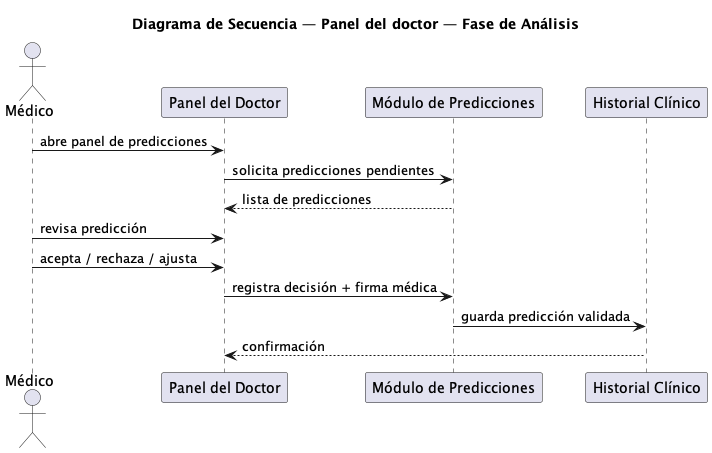 Diagrama de Secuencia — Panel del doctor — Fase de Análisis
Médico
Panel del Doctor
Módulo de Predicciones
Historial Clínico
abre panel de predicciones
solicita predicciones pendientes
lista de predicciones
revisa predicción
acepta / rechaza / ajusta
registra decisión + firma médica
guarda predicción validada
confirmación
Médico
Panel del Doctor
Módulo de Predicciones
Historial Clínico